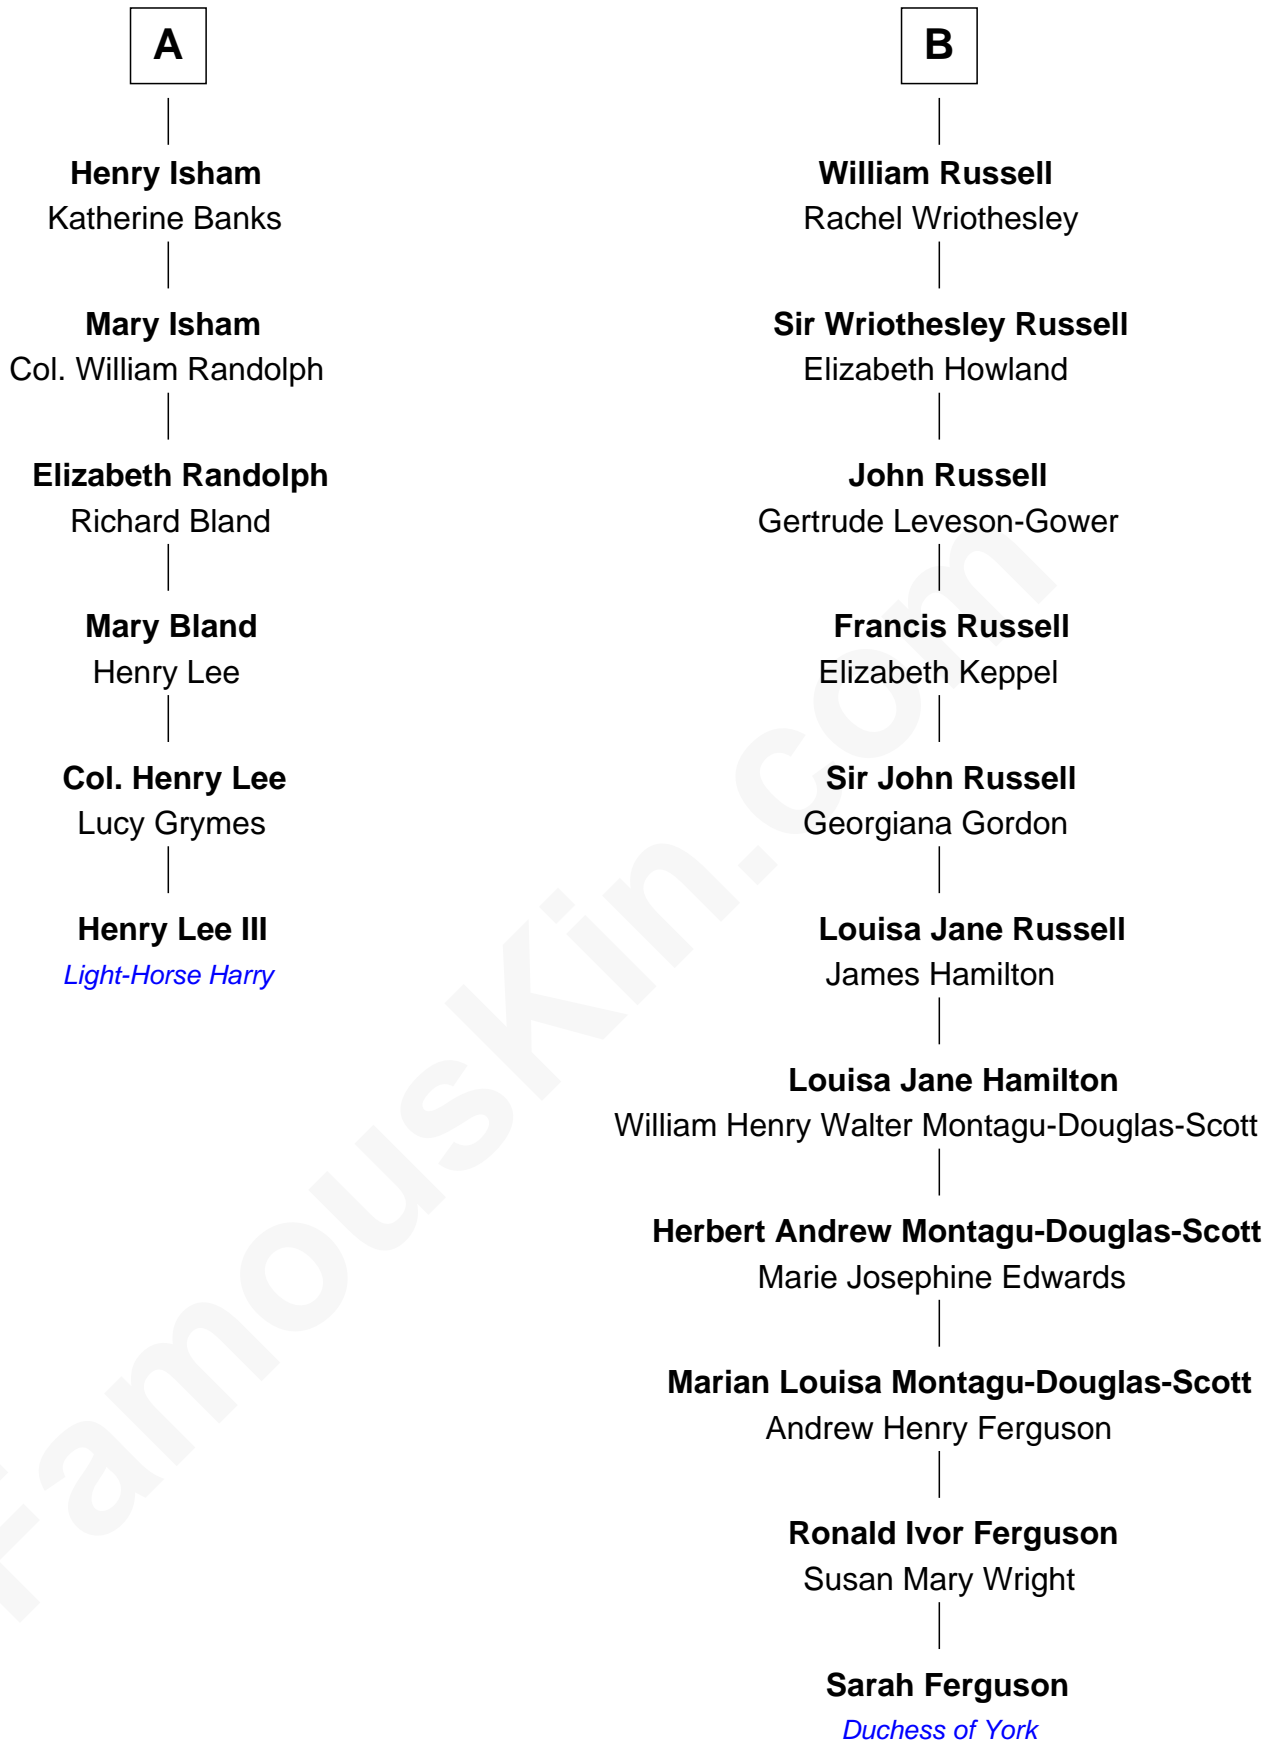 A
Henry Isham
Katherine Banks
Mary Isham
Col. William Randolph
Elizabeth Randolph
Richard Bland
Mary Bland
Henry Lee
Col. Henry Lee
Lucy Grymes
Henry Lee III
Light-Horse Harry
B
William Russell
Rachel Wriothesley
Sir Wriothesley Russell
Elizabeth Howland
John Russell
Gertrude Leveson-Gower
Francis Russell
Elizabeth Keppel
Sir John Russell
Georgiana Gordon
Louisa Jane Russell
James Hamilton
Louisa Jane Hamilton
William Henry Walter Montagu-Douglas-Scott
Herbert Andrew Montagu-Douglas-Scott
Marie Josephine Edwards
Marian Louisa Montagu-Douglas-Scott
Andrew Henry Ferguson
Ronald Ivor Ferguson
Susan Mary Wright
Sarah Ferguson
Duchess of York
FamousKin.com